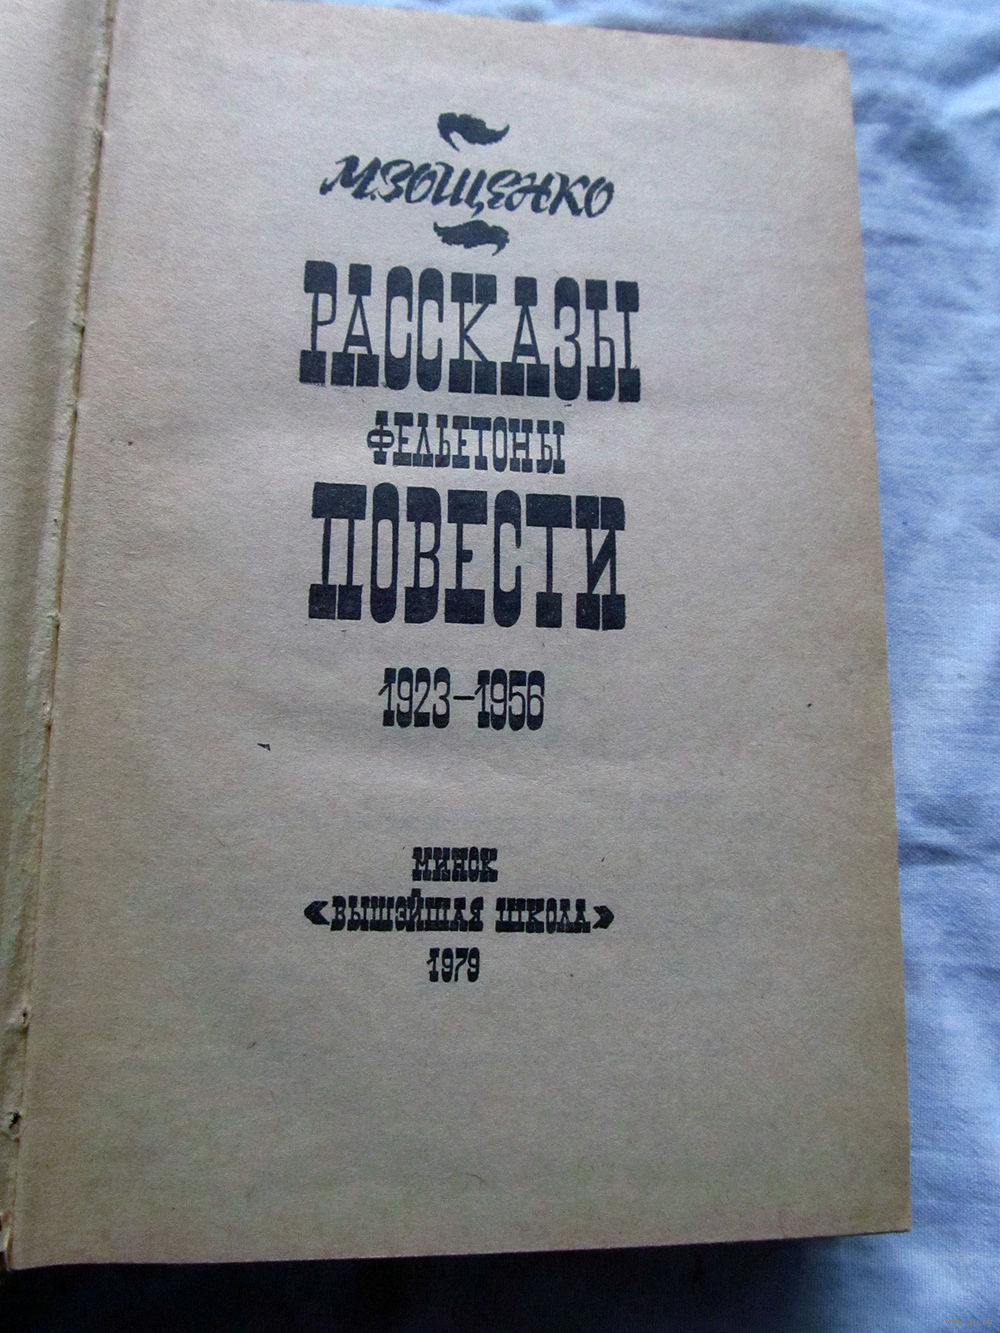 М.ЗОЩЕНКО
РАССКАЗЫ
ФЕЛЬЕТОНЫ
ПОВЕСТИ
1923—1956
МИНСК
«ВЫШЭЙШАЯ ШКОЛА»
1979